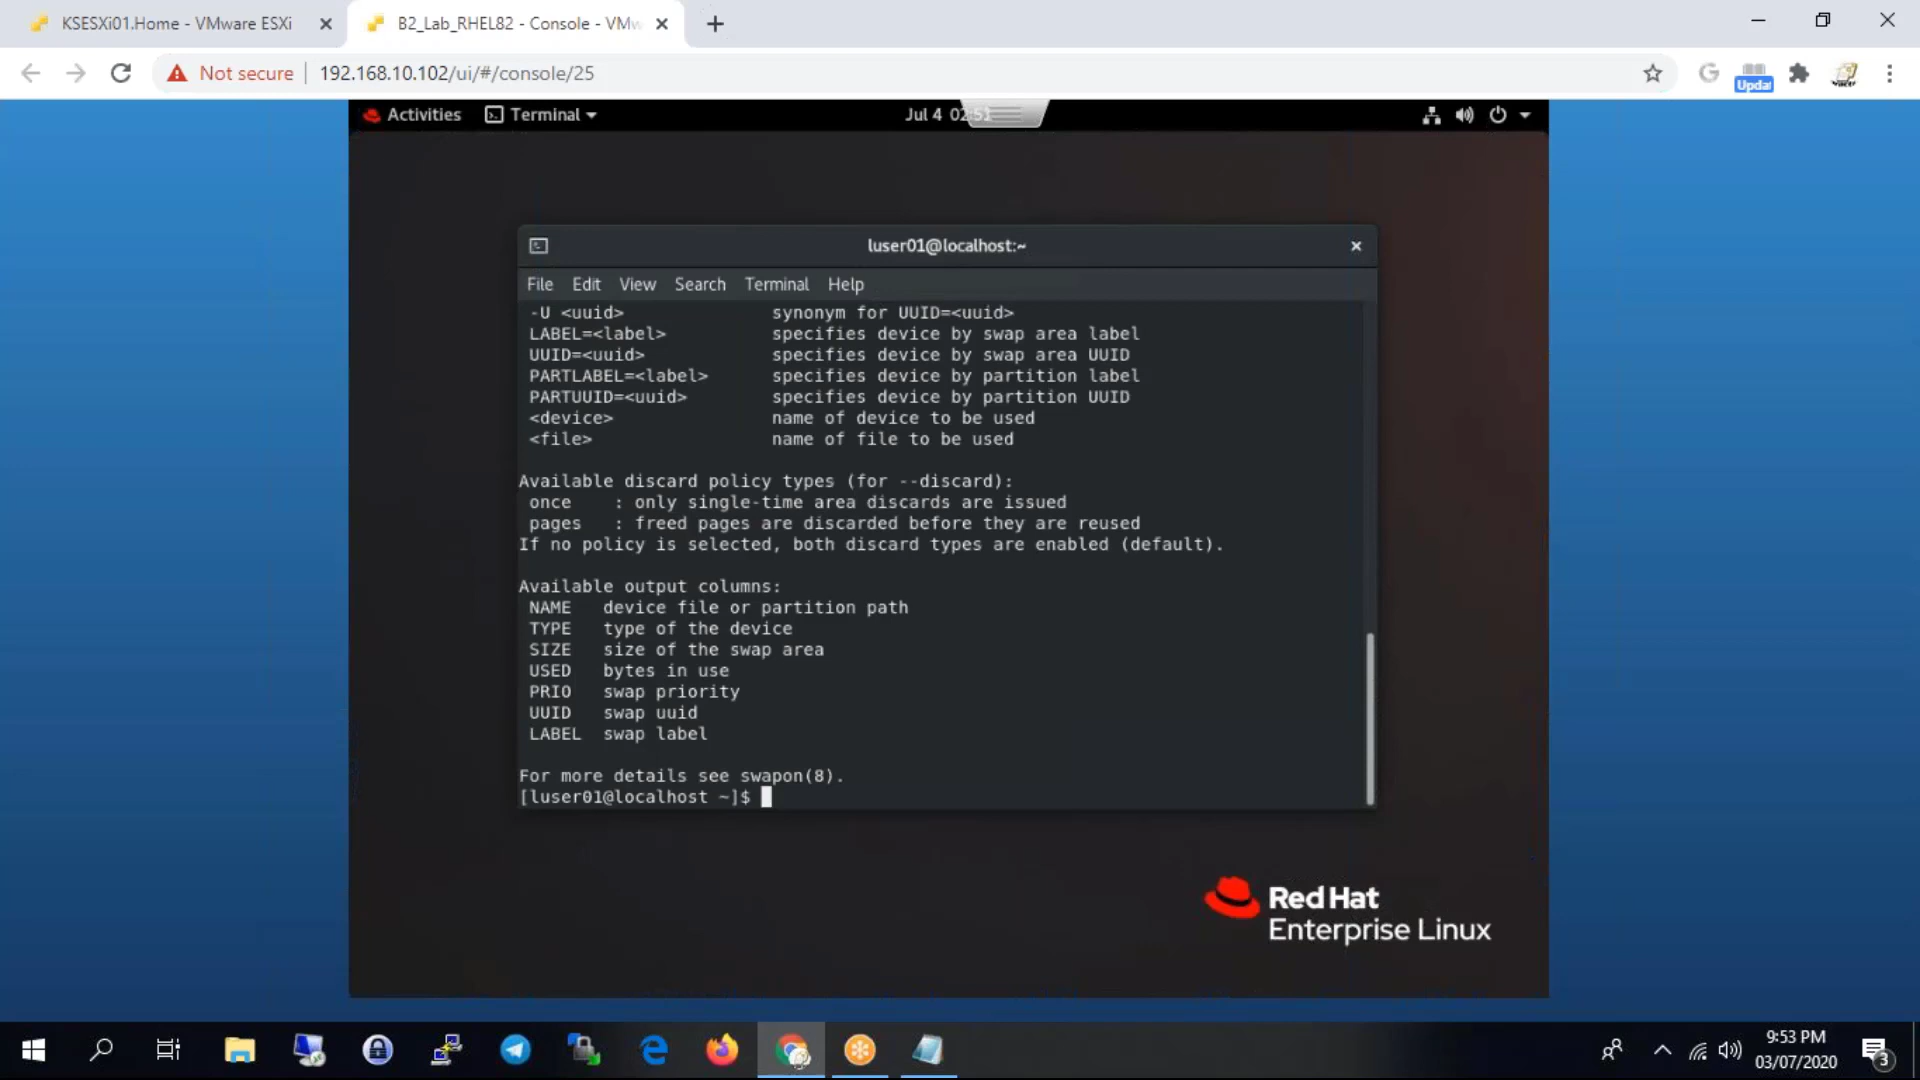 KSESXi01.Home - VMware ESXi
B2_Lab_RHEL82 - Console - VMw
Not secure
192.168.10.102/ui/#/console/25
Updat
Activities
Terminal
Jul 4 02:51
luser01@localhost:~
File Edit View Search Terminal Help
-U <uuid> synonym for UUID=<uuid>
LABEL=<label> specifies device by swap area label
UUID=<uuid> specifies device by swap area UUID
PARTLABEL=<label> specifies device by partition label
PARTUUID=<uuid> specifies device by partition UUID
<device> name of device to be used
<file> name of file to be used
Available discard policy types (for --discard):
once : only single-time area discards are issued
pages : freed pages are discarded before they are reused
If no policy is selected, both discard types are enabled (default).
Available output columns:
NAME device file or partition path
TYPE type of the device
SIZE size of the swap area
USED bytes in use
PRIO swap priority
UUID swap uuid
LABEL swap label
For more details see swapon(8).
[luser01@localhost ~]$
Red Hat
Enterprise Linux
9:53 PM
03/07/2020
3